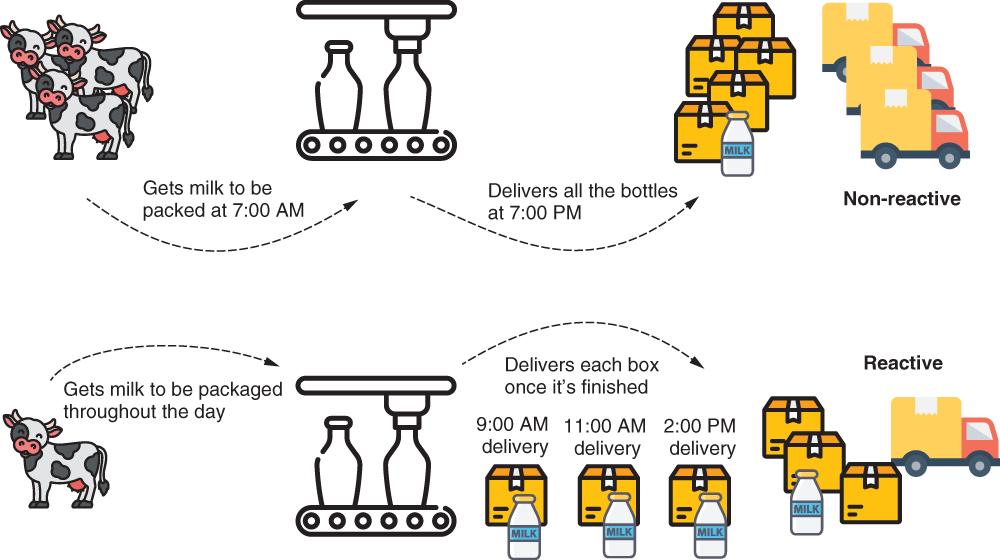 Gets milk to be
packed at 7:00 AM
Delivers all the bottles
at 7:00 PM
MILK
Non-reactive
Gets milk to be packaged
throughout the day
Delivers each box
once it’s finished
9:00 AM
delivery
11:00 AM
delivery
2:00 PM
delivery
MILK
MILK
MILK
Reactive
MILK